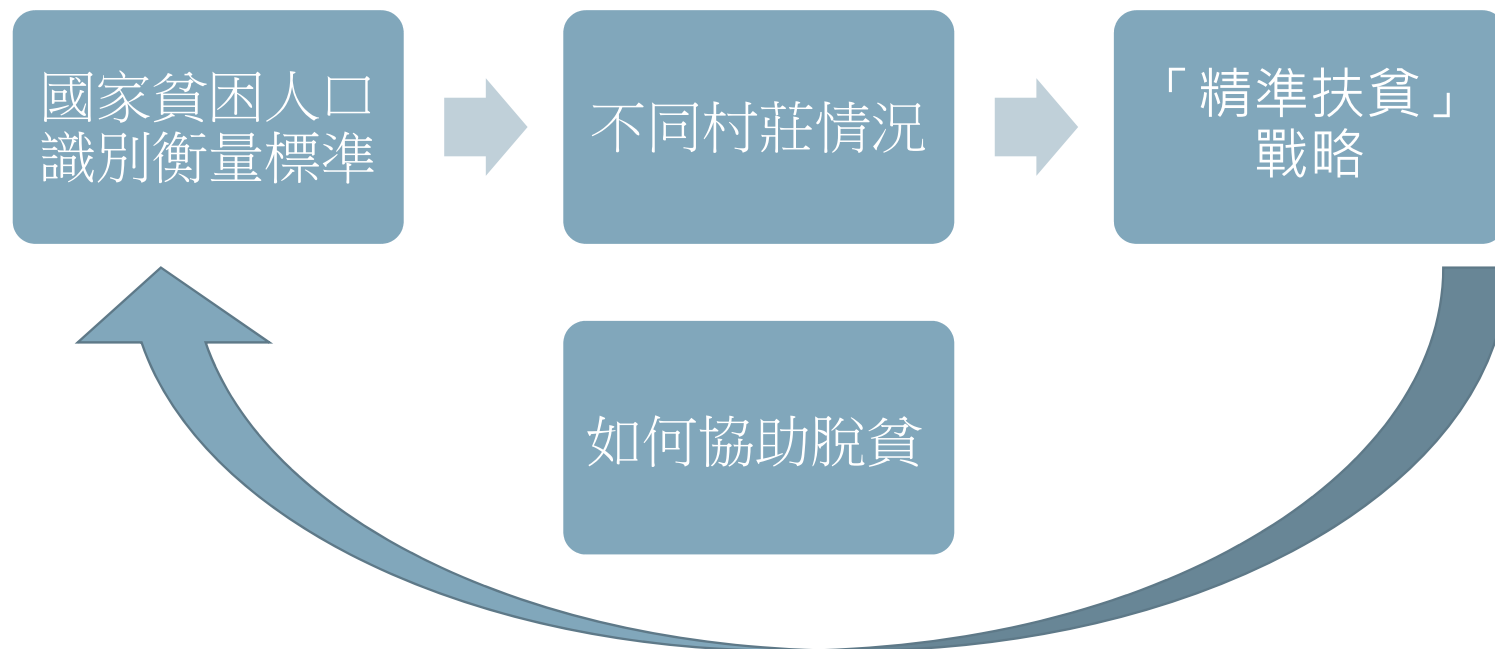 國家貧困人口
識別衡量標準
不同村莊情況
「精準扶貧」
戰略
如何協助脫貧